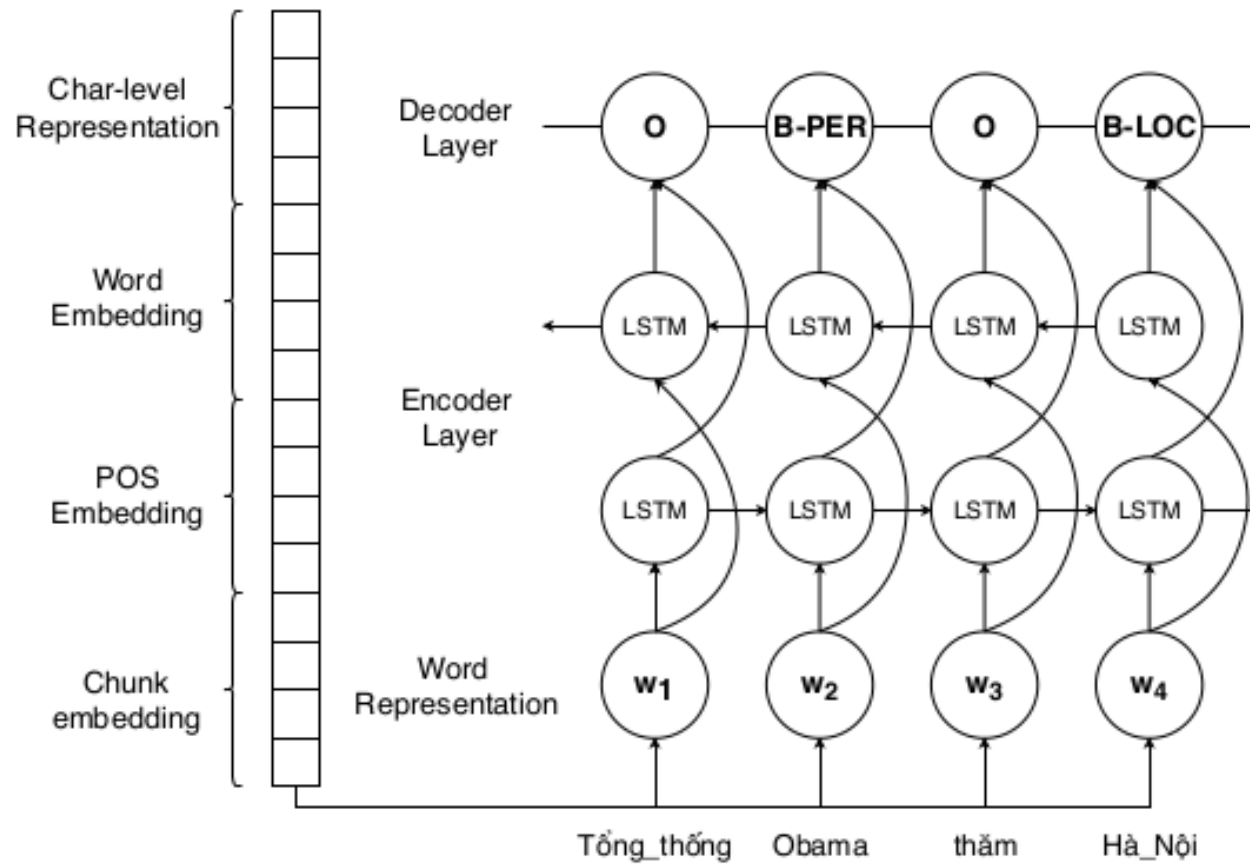 Char-level
Representation
Word
Embedding
POS
Embedding
Chunk
embedding
Decoder
Layer
Encoder
Layer
Word
Representation
O
B-PER
O
B-LOC
LSTM
LSTM
LSTM
LSTM
LSTM
LSTM
LSTM
LSTM
w1
w2
w3
w4
Tổng_thống
Obama
thăm
Hà_Nội